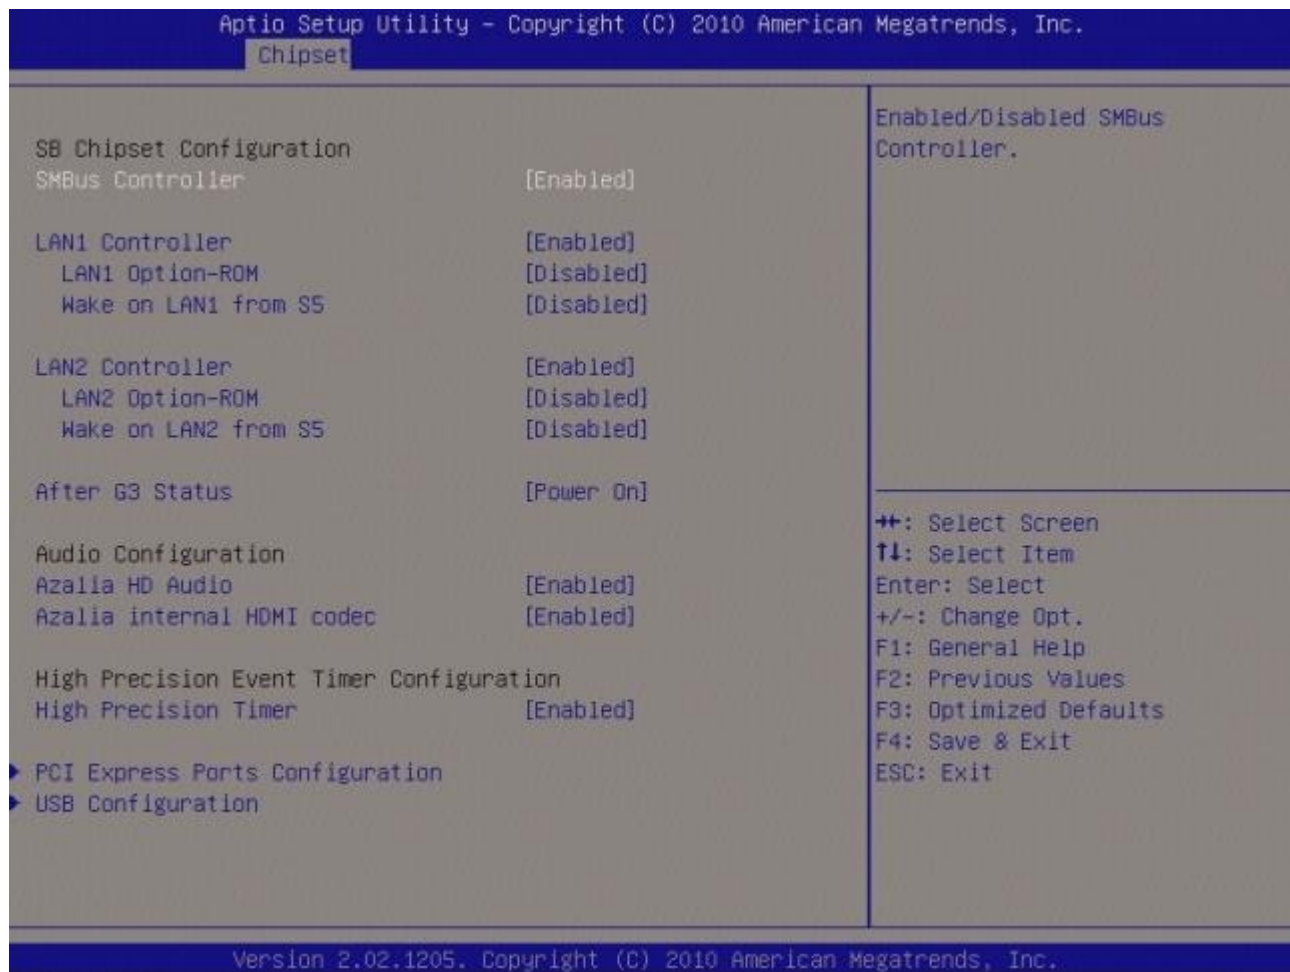 Aptio Setup Utility – Copyright (C) 2010 American Megatrends, Inc.
Chipset
SB Chipset Configuration
SMBus Controller [Enabled]
LAN1 Controller [Enabled]
LAN1 Option-ROM [Disabled]
Wake on LAN1 from S5 [Disabled]
LAN2 Controller [Enabled]
LAN2 Option-ROM [Disabled]
Wake on LAN2 from S5 [Disabled]
After G3 Status [Power On]
Audio Configuration
Azalia HD Audio [Enabled]
Azalia internal HDMI codec [Enabled]
High Precision Event Timer Configuration
High Precision Timer [Enabled]
PCI Express Ports Configuration
USB Configuration
Enabled/Disabled SMBus
Controller.
→←: Select Screen
↑↓: Select Item
Enter: Select
+/-: Change Opt.
F1: General Help
F2: Previous Values
F3: Optimized Defaults
F4: Save & Exit
ESC: Exit
Version 2.02.1205. Copyright (C) 2010 American Megatrends, Inc.